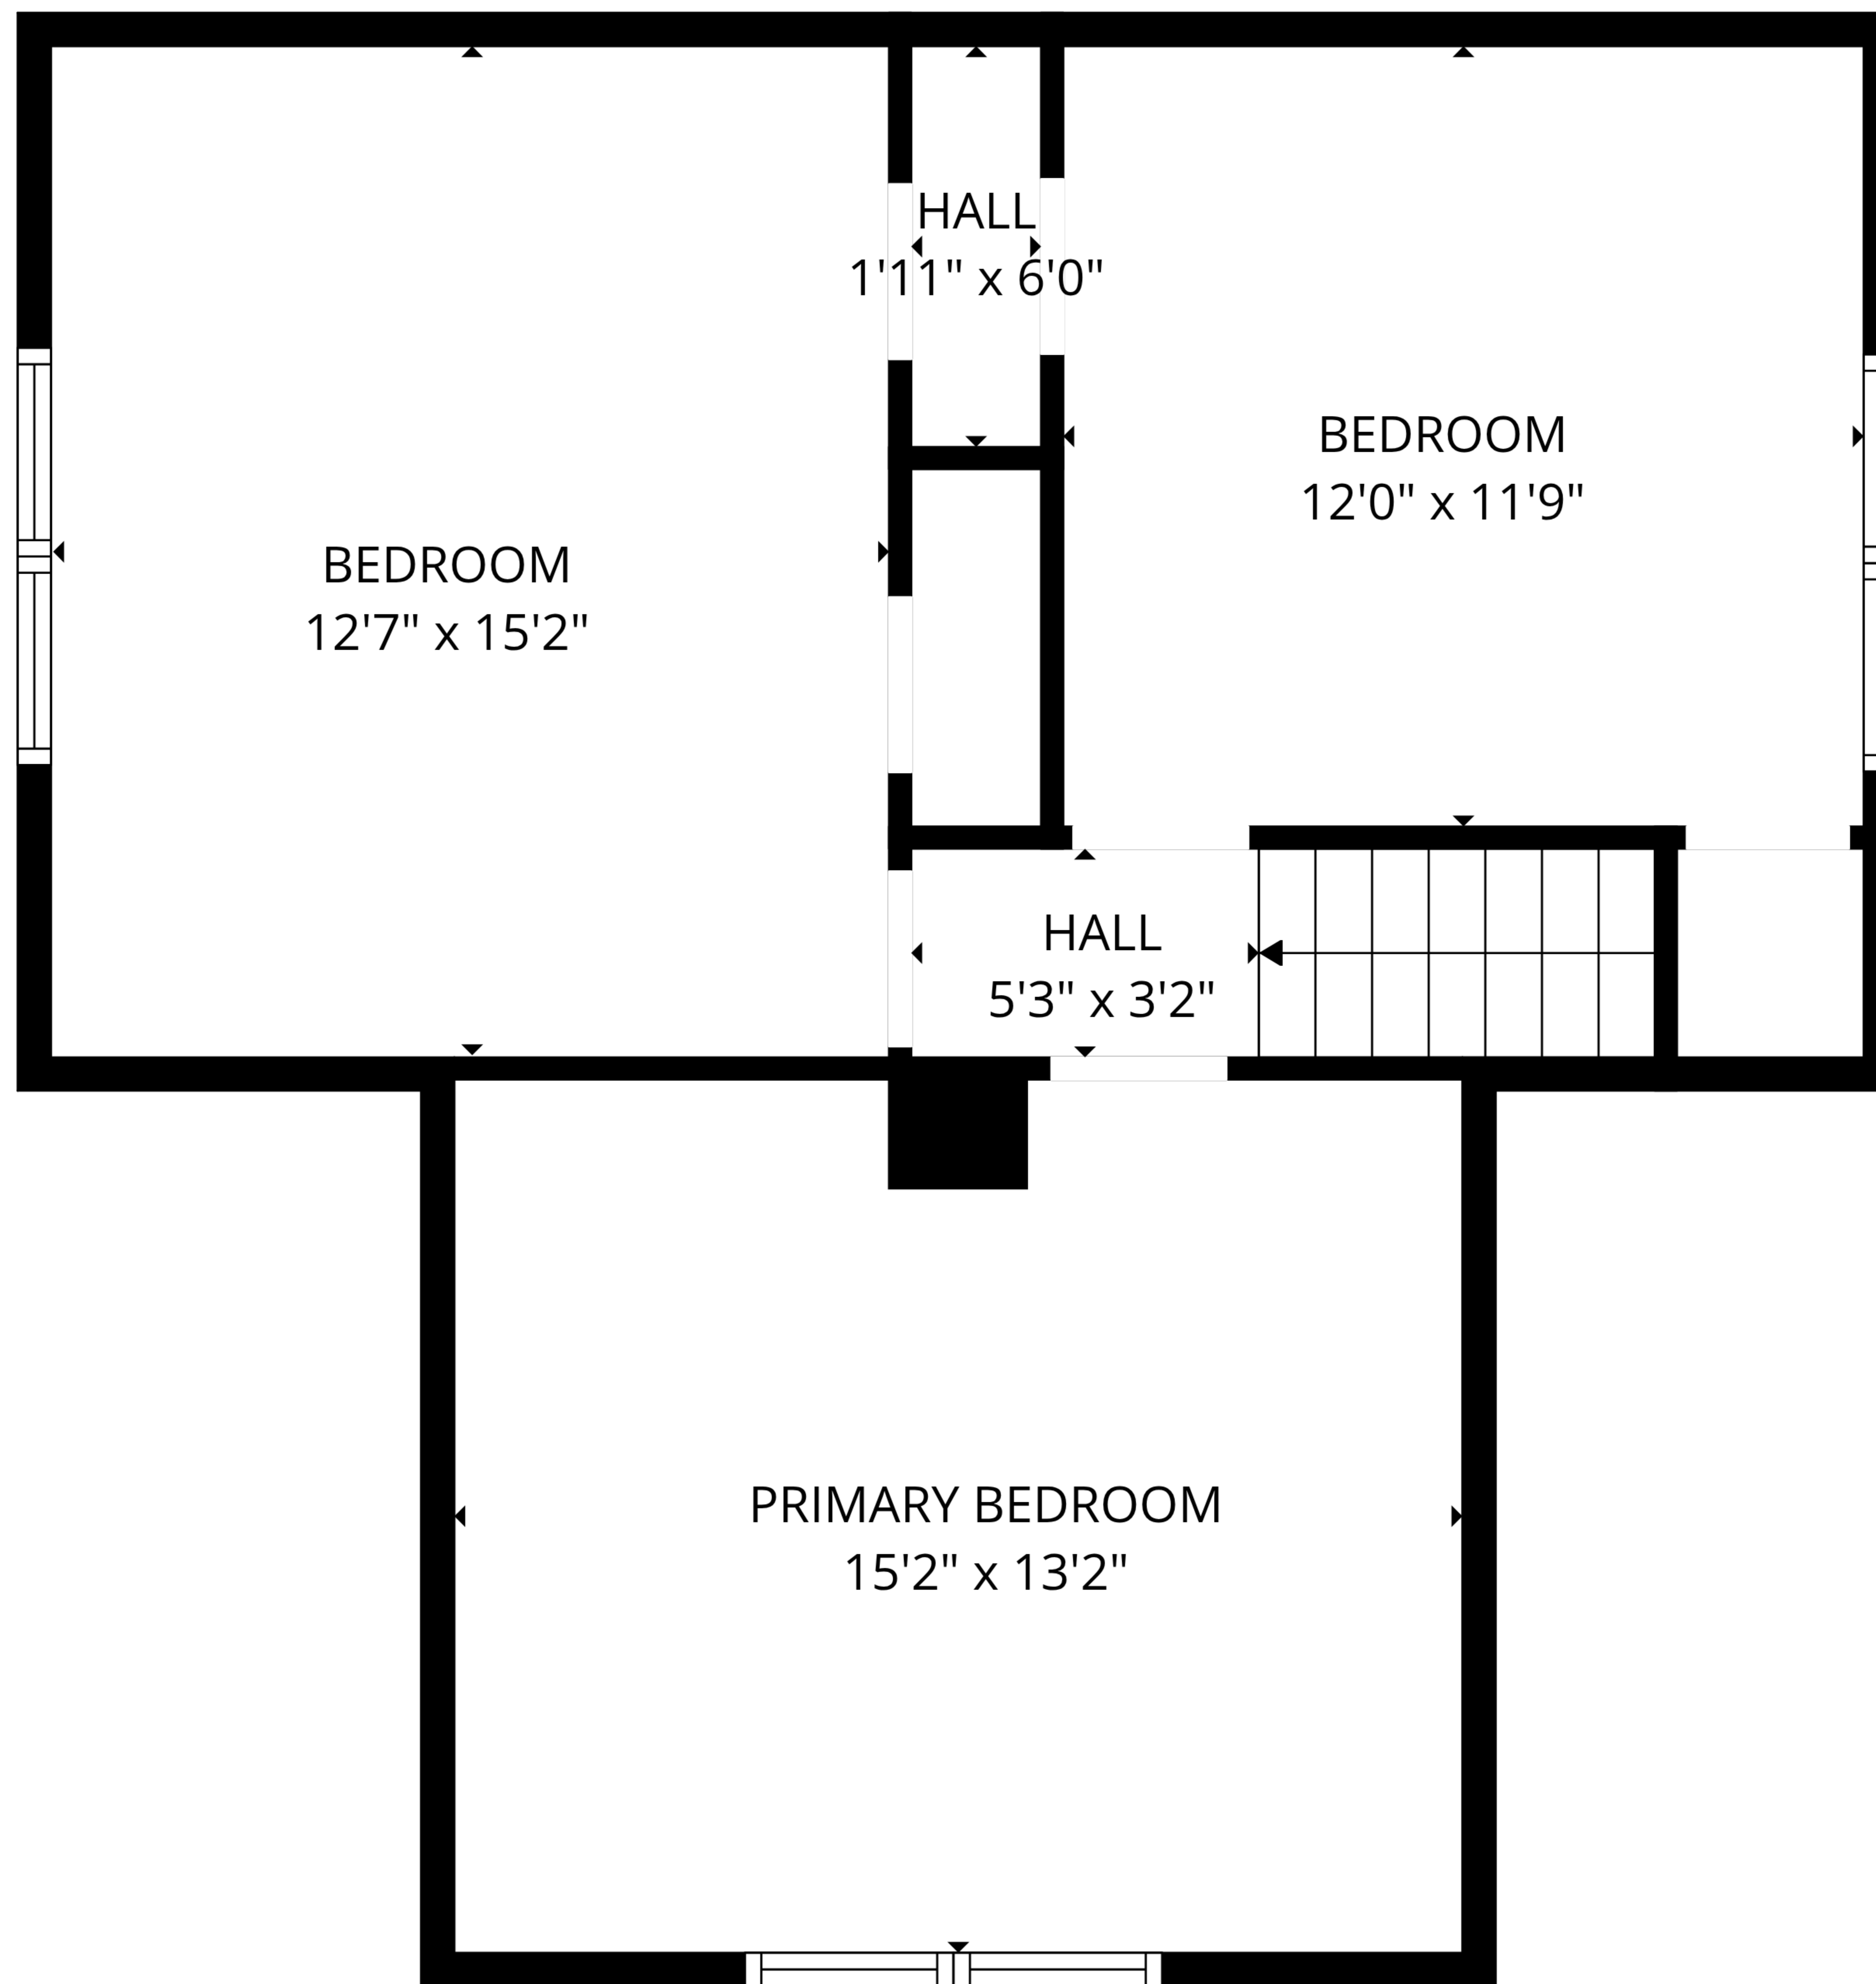 HALL
1'11" x 6'0"
BEDROOM
12'0" x 11'9"
BEDROOM
12'7" x 15'2"
HALL
5'3" x 3'2"
PRIMARY BEDROOM
15'2" x 13'2"